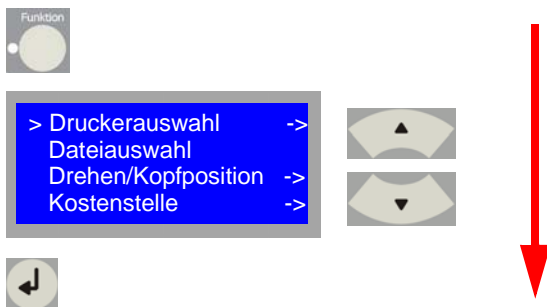 Funktion
> Druckerauswahl ->
Dateiauswahl
Drehen/Kopfposition ->
Kostenstelle ->